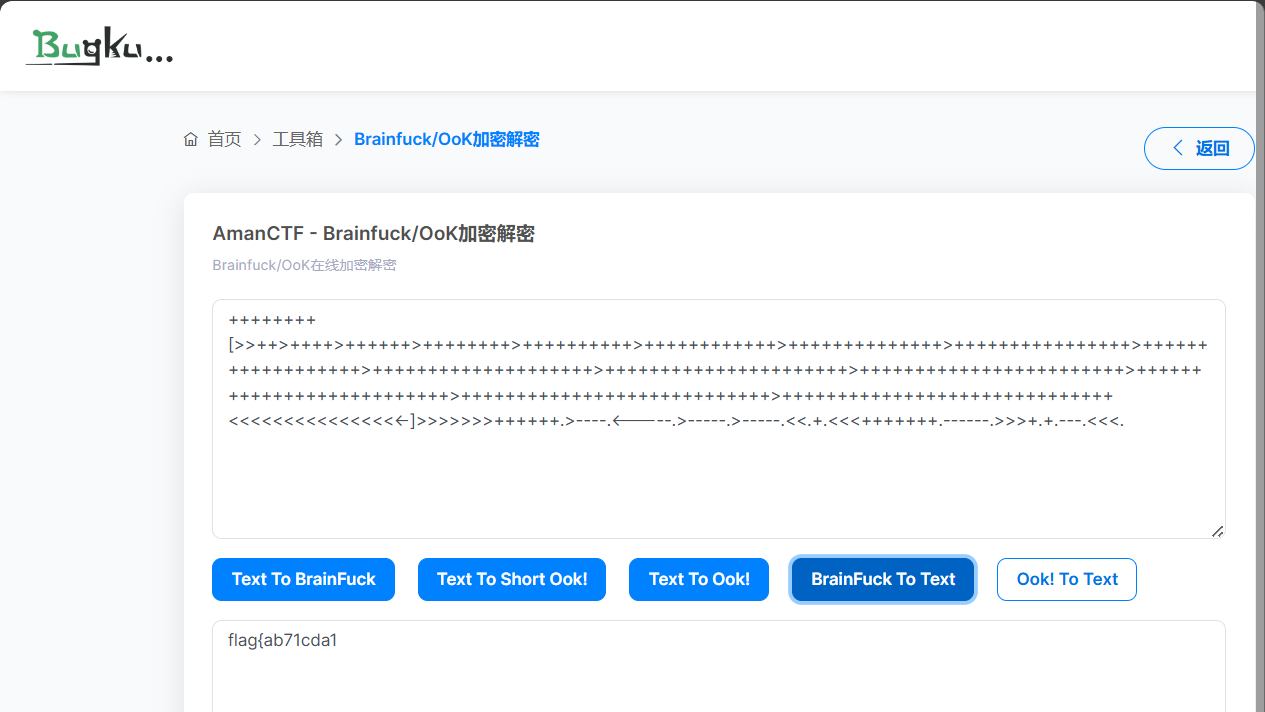 Bugku...
首页 > 工具箱 > Brainfuck/OoK加密解密
< 返回
AmanCTF - Brainfuck/OoK加密解密
Brainfuck/OoK在线加密解密
++++++++
[>>++>++++>++++++>++++++++>++++++++++>++++++++++++>++++++++++++++>++++++++++++++++>++++++
++++++++++++>++++++++++++++++++++>++++++++++++++++++++++>++++++++++++++++++++++++>++++++
++++++++++++++++++++>++++++++++++++++++++++++++++>++++++++++++++++++++++++++++++
<<<<<<<<<<<<<<<<-]>>>>>>>++++++.>----.<-----.>-----.>-----.<<.+.<<<+++++++.------.>>>+.+.---.<<<.
Text To BrainFuck
Text To Short Ook!
Text To Ook!
BrainFuck To Text
Ook! To Text
flag{ab71cda1